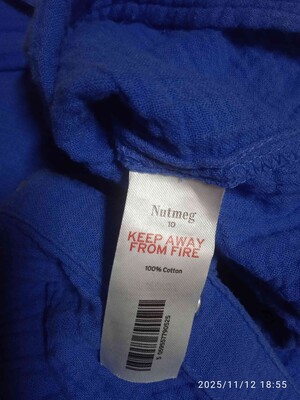 Nutmeg
10
KEEP AWAY
FROM FIRE
100% Cotton
2025/11/12 18:55